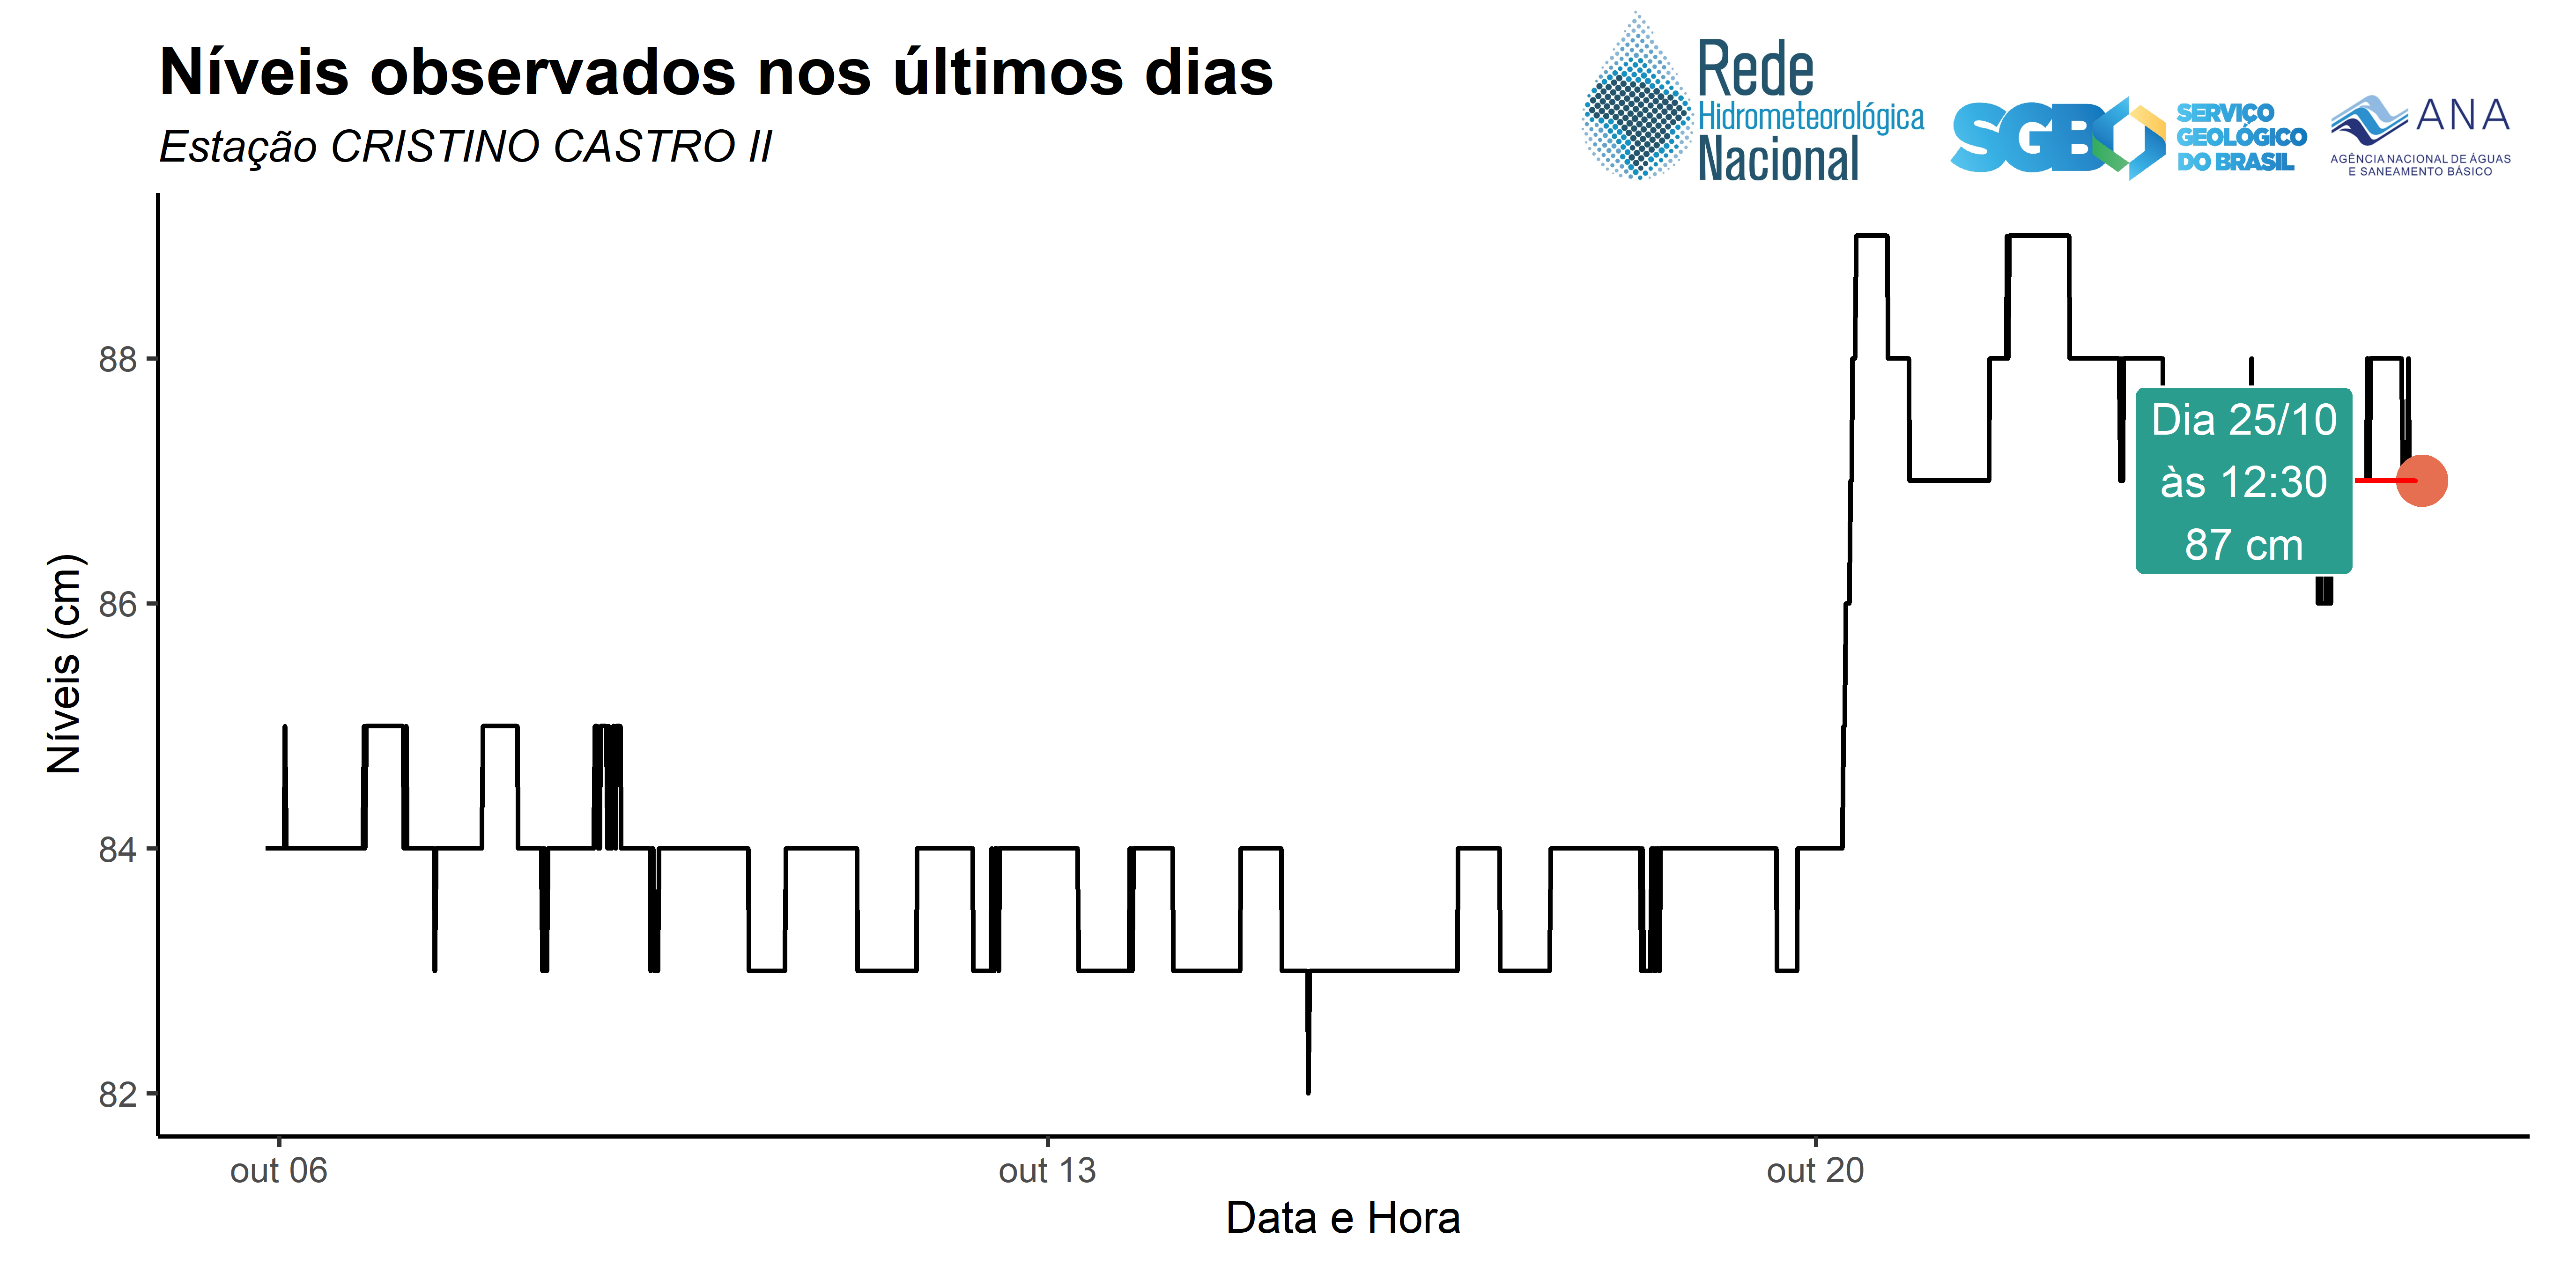 Níveis observados nos últimos dias
Estação CRISTINO CASTRO II
Rede
Hidrometeorológica
Nacional
SGB
SERVIÇO
GEOLÓGICO
DO BRASIL
ANA
AGÊNCIA NACIONAL DE ÁGUAS
E SANEAMENTO BÁSICO
Níveis (cm)
88
86
84
82
Dia 25/10
às 12:30
87 cm
out 06
out 13
out 20
Data e Hora